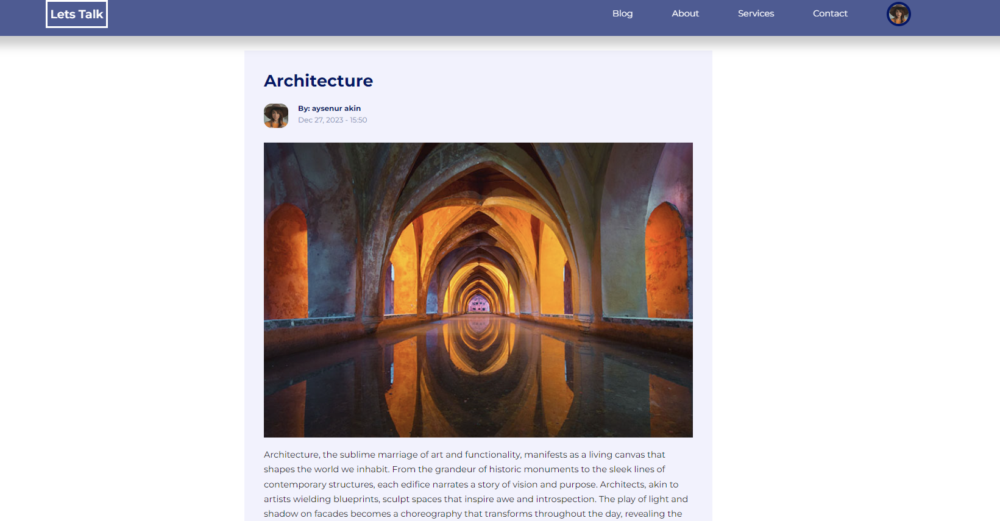 Lets Talk
Blog
About
Services
Contact
Architecture
By: aysenur akin
Dec 27, 2023 - 15:50
Architecture, the sublime marriage of art and functionality, manifests as a living canvas that
shapes the world we inhabit. From the grandeur of historic monuments to the sleek lines of
contemporary structures, each edifice narrates a story of vision and purpose. Architects, akin to
artists wielding blueprints, sculpt spaces that inspire awe and introspection. The play of light and
shadow on facades becomes a choreography that transforms throughout the day, revealing the